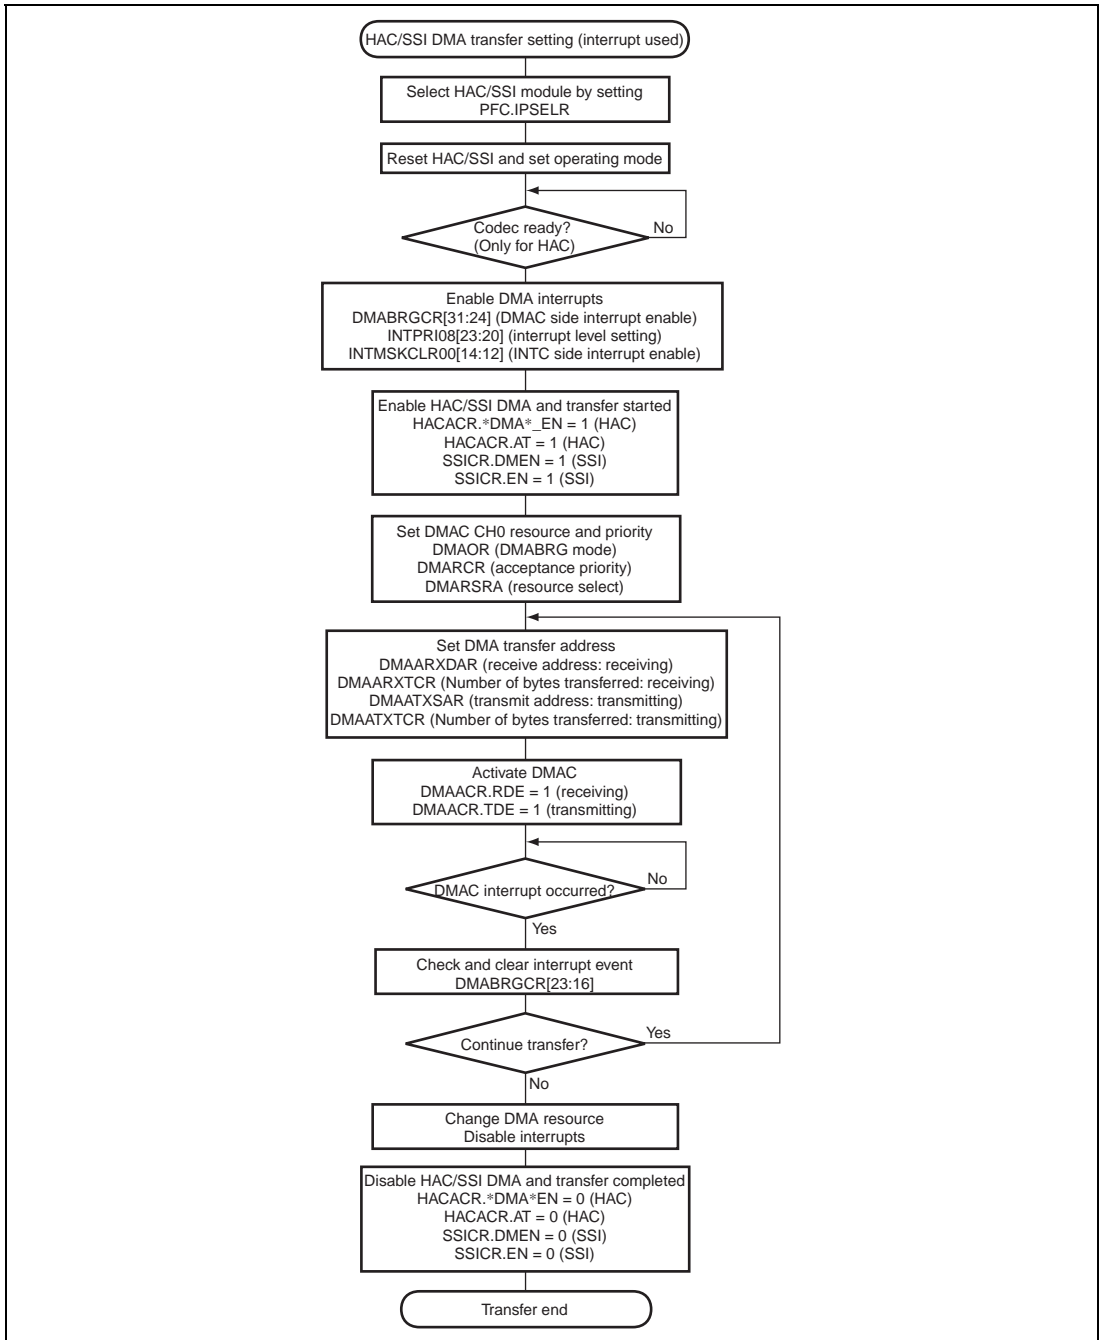 HAC/SSI DMA transfer setting (interrupt used)
Select HAC/SSI module by setting
PFC.IPSELR
Reset HAC/SSI and set operating mode
Codec ready?
(Only for HAC)
No
Enable DMA interrupts
DMABRGCR[31:24] (DMAC side interrupt enable)
INTPRI08[23:20] (interrupt level setting)
INTMSKCLR00[14:12] (INTC side interrupt enable)
Enable HAC/SSI DMA and transfer started
HACACR.*DMA*_EN = 1 (HAC)
HACACR.AT = 1 (HAC)
SSICR.DMEN = 1 (SSI)
SSICR.EN = 1 (SSI)
Set DMAC CH0 resource and priority
DMAOR (DMABRG mode)
DMARCR (acceptance priority)
DMARSRA (resource select)
Set DMA transfer address
DMAARXDAR (receive address: receiving)
DMAARXTCR (Number of bytes transferred: receiving)
DMAATXSAR (transmit address: transmitting)
DMAATXTCR (Number of bytes transferred: transmitting)
Activate DMAC
DMAACR.RDE = 1 (receiving)
DMAACR.TDE = 1 (transmitting)
DMAC interrupt occurred?
No
Yes
Check and clear interrupt event
DMABRGCR[23:16]
Continue transfer?
Yes
No
Change DMA resource
Disable interrupts
Disable HAC/SSI DMA and transfer completed
HACACR.*DMA*EN = 0 (HAC)
HACACR.AT = 0 (HAC)
SSICR.DMEN = 0 (SSI)
SSICR.EN = 0 (SSI)
Transfer end